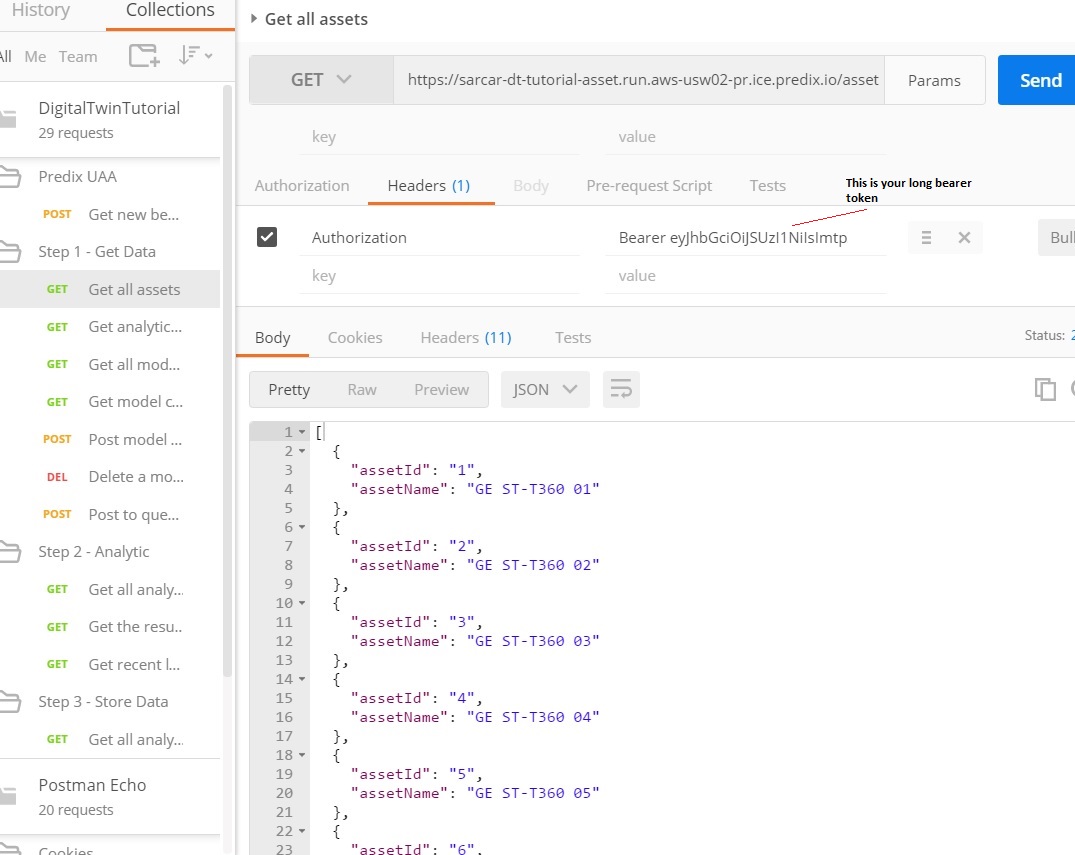 History Collections
All Me Team
DigitalTwinTutorial
29 requests
Predix UAA
POST Get new be...
Step 1 - Get Data
GET Get all assets
GET Get analytic...
GET Get all mod...
GET Get model c...
POST Post model ...
DEL Delete a mo...
POST Post to que...
Step 2 - Analytic
GET Get all analy..
GET Get the resu..
GET Get recent l...
Step 3 - Store Data
GET Get all analy..
Postman Echo
20 requests
Cookies
Get all assets
GET https://sarcar-dt-tutorial-asset.run.aws-usw02-pr.ice.predix.io/asset Params Send
key value
Authorization Headers (1) Body Pre-request Script Tests
This is your long bearer
token
Authorization Bearer eyJhbGciOiJSUzI1NiIsImtp Bulk
key value
Body Cookies Headers (11) Tests Status: 2
Pretty Raw Preview JSON
1 [
2 {
3 "assetId": "1",
4 "assetName": "GE ST-T360 01"
5 },
6 {
7 "assetId": "2",
8 "assetName": "GE ST-T360 02"
9 },
10 {
11 "assetId": "3",
12 "assetName": "GE ST-T360 03"
13 },
14 {
15 "assetId": "4",
16 "assetName": "GE ST-T360 04"
17 },
18 {
19 "assetId": "5",
20 "assetName": "GE ST-T360 05"
21 },
22 {
23 "assetId": "6",